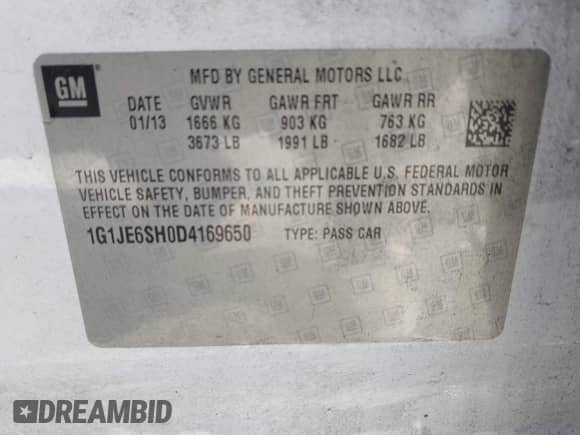 GM ® MFD BY GENERAL MOTORS LLC
DATE GVWR GAWR FRT GAWR RR
01/13 1666 KG 903 KG 763 KG
3673 LB 1991 LB 1682 LB
THIS VEHICLE CONFORMS TO ALL APPLICABLE U.S. FEDERAL MOTOR
VEHICLE SAFETY, BUMPER, AND THEFT PREVENTION STANDARDS
IN EFFECT ON THE DATE OF MANUFACTURE SHOWN ABOVE.
1G1JE6SH0D4169650 TYPE: PASS CAR
DREAMBID